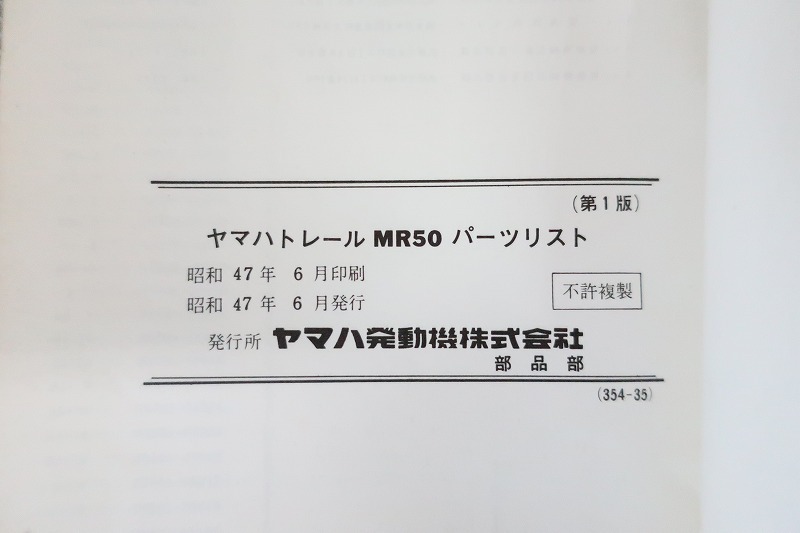 (第1版)
ヤマハトレール MR50 パーツリスト
昭和 47年 6月印刷
昭和 47年 6月発行
不許複製
発行所 ヤマハ発動機株式会社
部品部
(354-35)